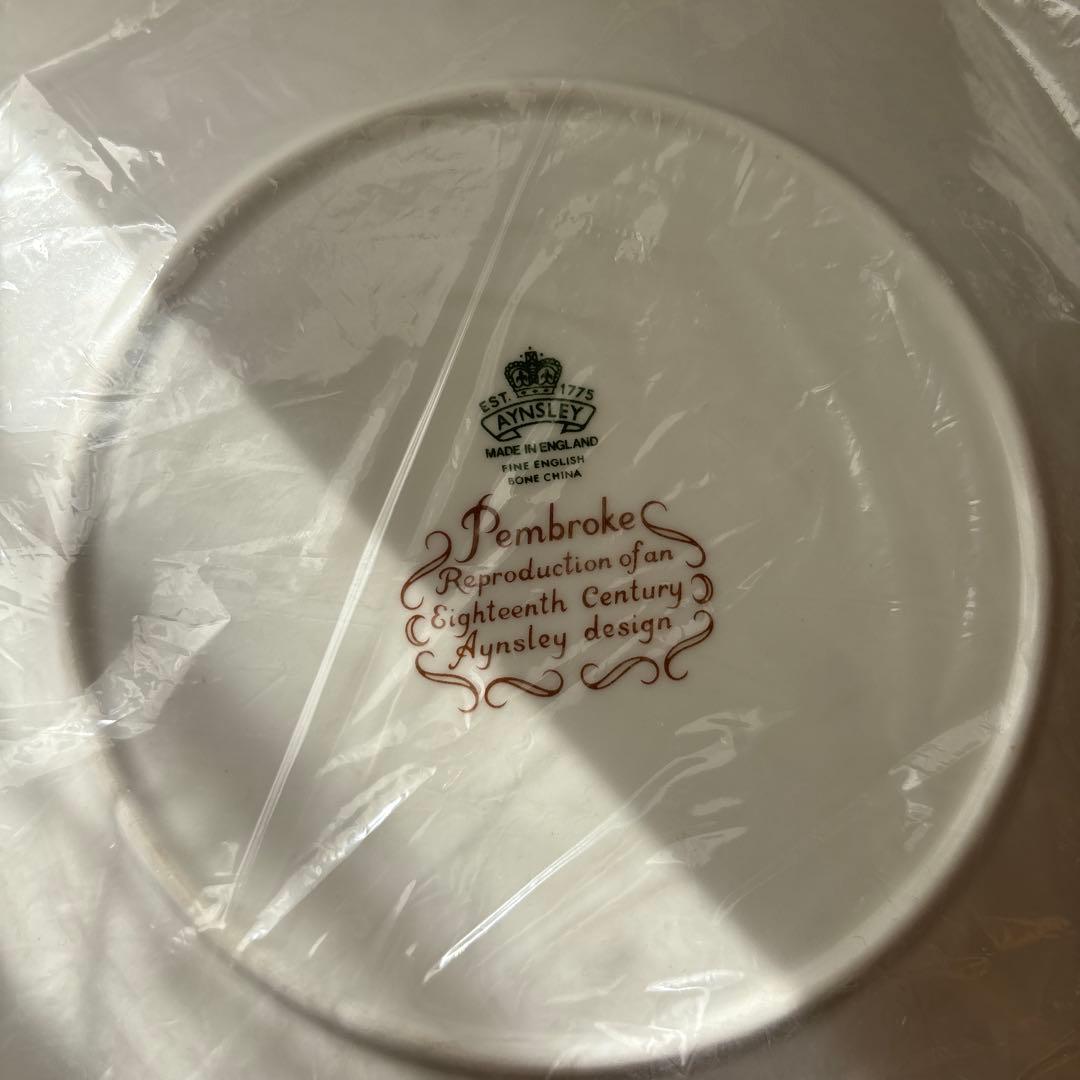 EST. 1775
AYNSLEY
MADE IN ENGLAND
FINE ENGLISH
BONE CHINA
Pembroke
Reproduction of an
Eighteenth Century
Aynsley design